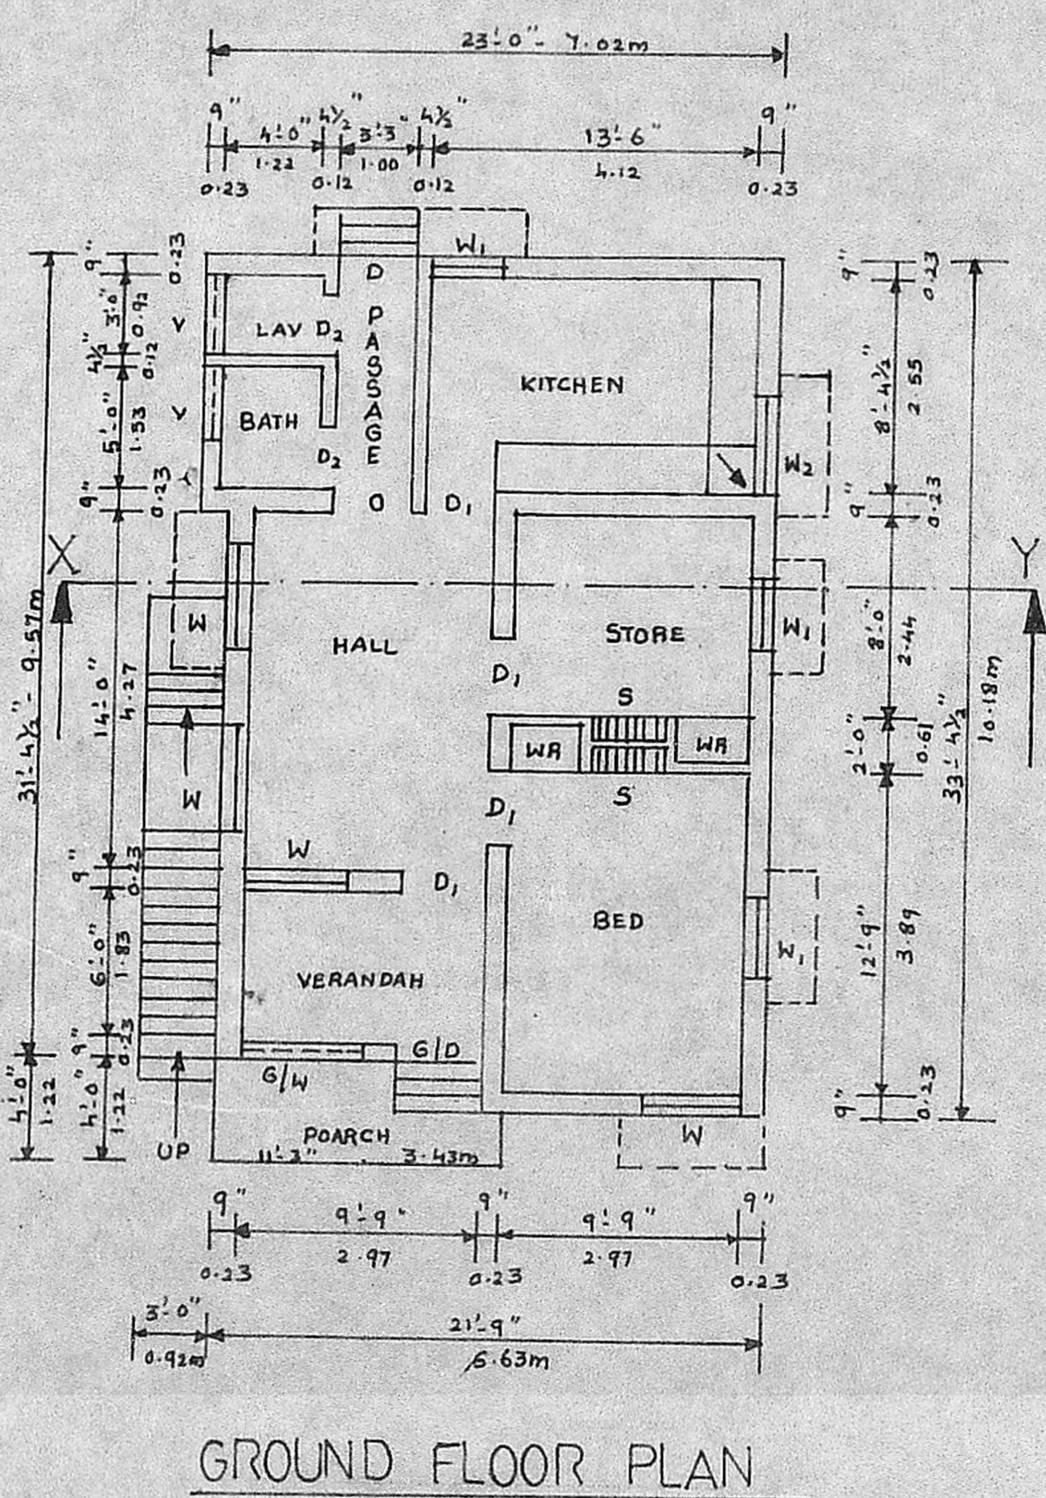 23'-0" - 7.02m
9" 4'-0" 4½" 3'-3" 4½" 13'-6" 9"
0.23 1.22 0.12 1.00 0.12 4.12 0.23
W1
D
PASSAGE
O
LAV D2
BATH
D2
KITCHEN
D1
W2
V
V
9" 0.23
3'-0" 0.92
4½" 0.12
5'-0" 1.53
9" 0.23
14'-0" 4.27
9" 0.23
6'-0" 1.83
9" 0.23
4'-0" 1.22
31'-4½" - 9.57m
4'-0" 1.22
9" 0.23
8'-4½" 2.55
9" 0.23
8'-0" 2.44
2'-0" 0.61
12'-9" 3.89
9" 0.23
33'-4½" 10.18m
X
Y
W
HALL
STORE
W1
D1
S
WR
WR
S
W
D1
W
D1
BED
W1
VERANDAH
G/D
G/W
UP
POARCH
11'-3" 3.43m
W
9" 9'-9" 9" 9'-9" 9"
0.23 2.97 0.23 2.97 0.23
3'-0" 21'-9"
0.92m 6.63m
GROUND FLOOR PLAN